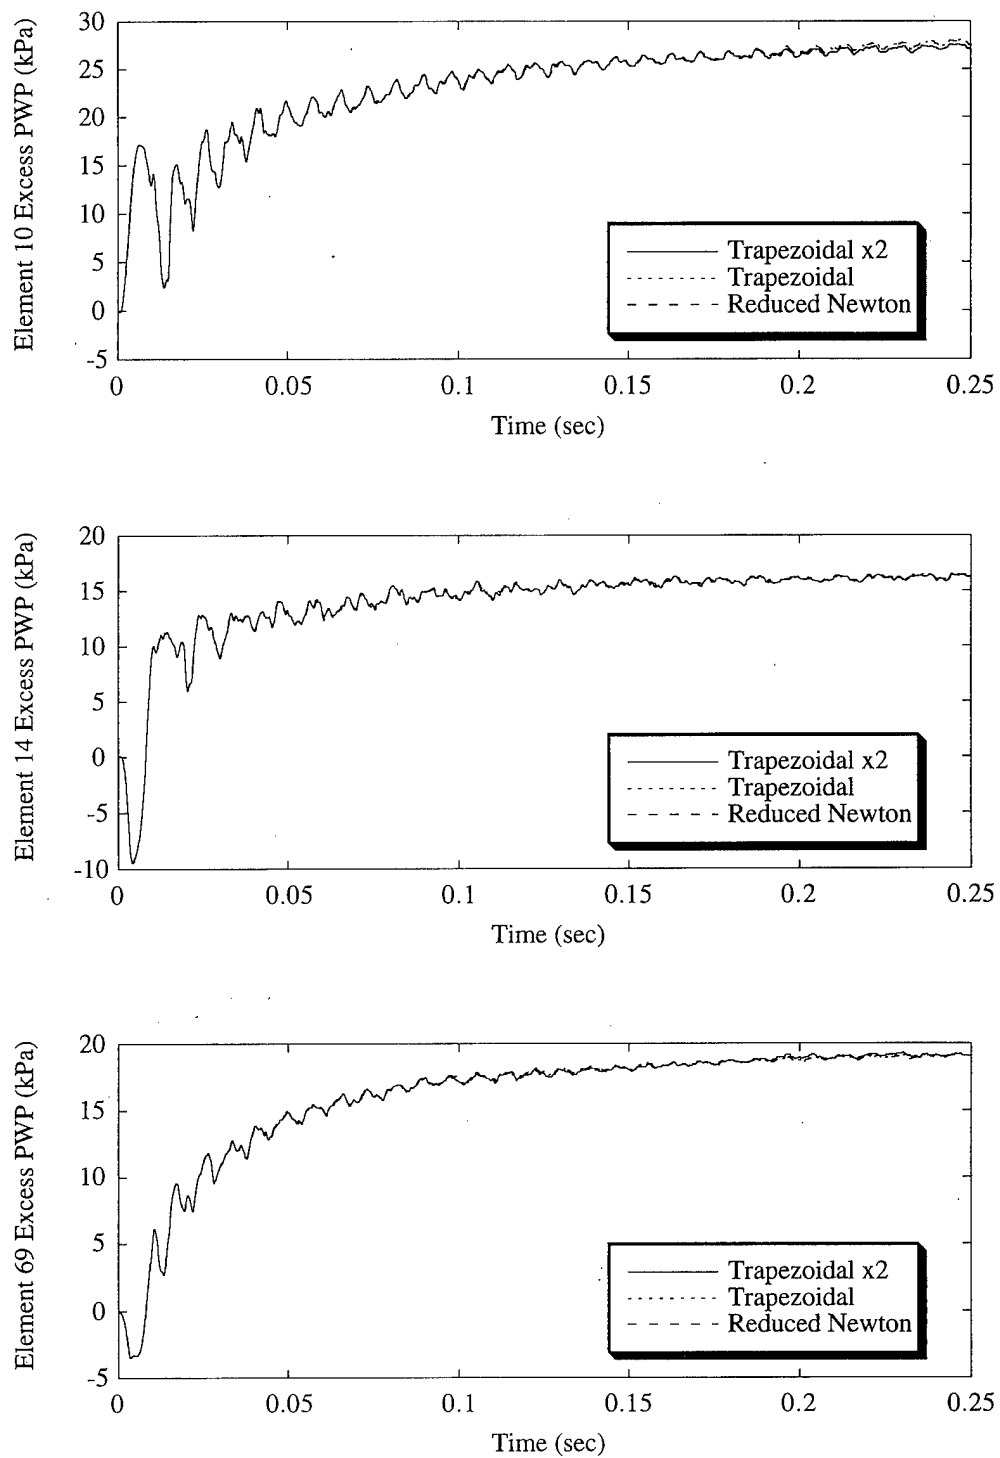 Element 10 Excess PWP (kPa)
30
25
20
15
10
5
0
-5
Trapezoidal x2
Trapezoidal
Reduced Newton
0 0.05 0.1 0.15 0.2 0.25
Time (sec)
Element 14 Excess PWP (kPa)
20
15
10
5
0
-5
-10
Trapezoidal x2
Trapezoidal
Reduced Newton
0 0.05 0.1 0.15 0.2 0.25
Time (sec)
Element 69 Excess PWP (kPa)
20
15
10
5
0
-5
Trapezoidal x2
Trapezoidal
Reduced Newton
0 0.05 0.1 0.15 0.2 0.25
Time (sec)